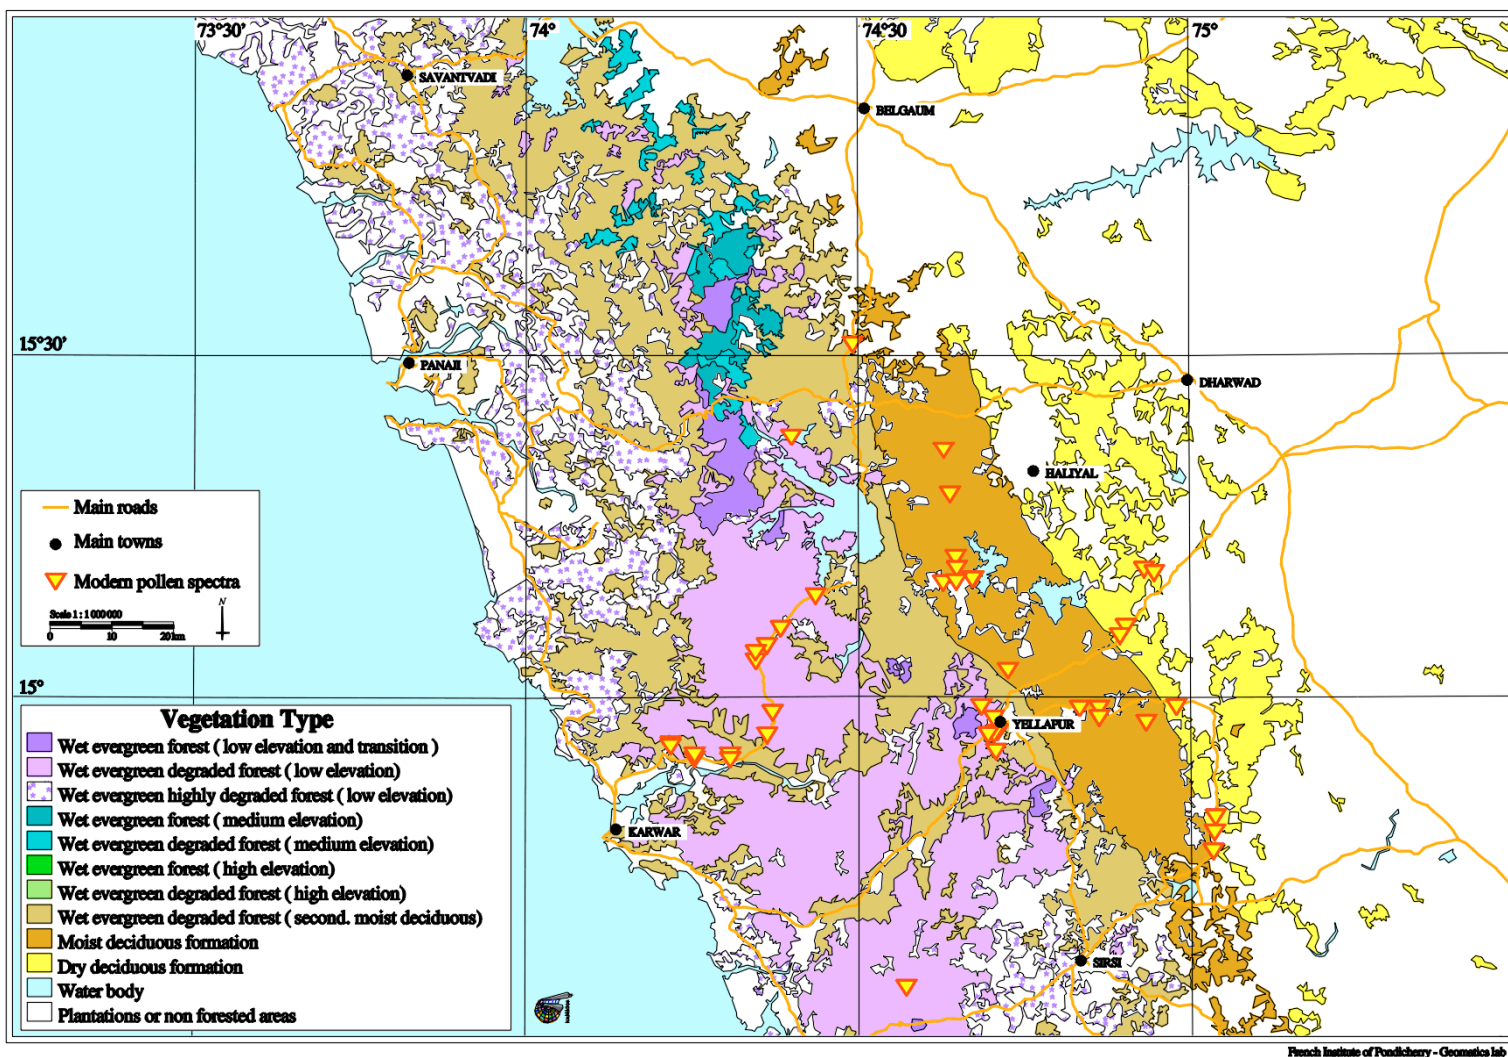 73°30' 74° 74°30 75°
SAVANTVADI
BELGAUM
15°30'
PANAJI
DHARWAD
HALIYAL
Main roads
Main towns
Modern pollen spectra
Scale 1 : 1 000 000
N
0 10 20 km
15°
YELLAPUR
KARWAR
SIRSI
Vegetation Type
Wet evergreen forest ( low elevation and transition )
Wet evergreen degraded forest ( low elevation)
Wet evergreen highly degraded forest ( low elevation)
Wet evergreen forest ( medium elevation)
Wet evergreen degraded forest ( medium elevation)
Wet evergreen forest ( high elevation)
Wet evergreen degraded forest ( high elevation)
Wet evergreen degraded forest ( second. moist deciduous)
Moist deciduous formation
Dry deciduous formation
Water body
Plantations or non forested areas
French Institute of Pondicherry - Geomatics lab